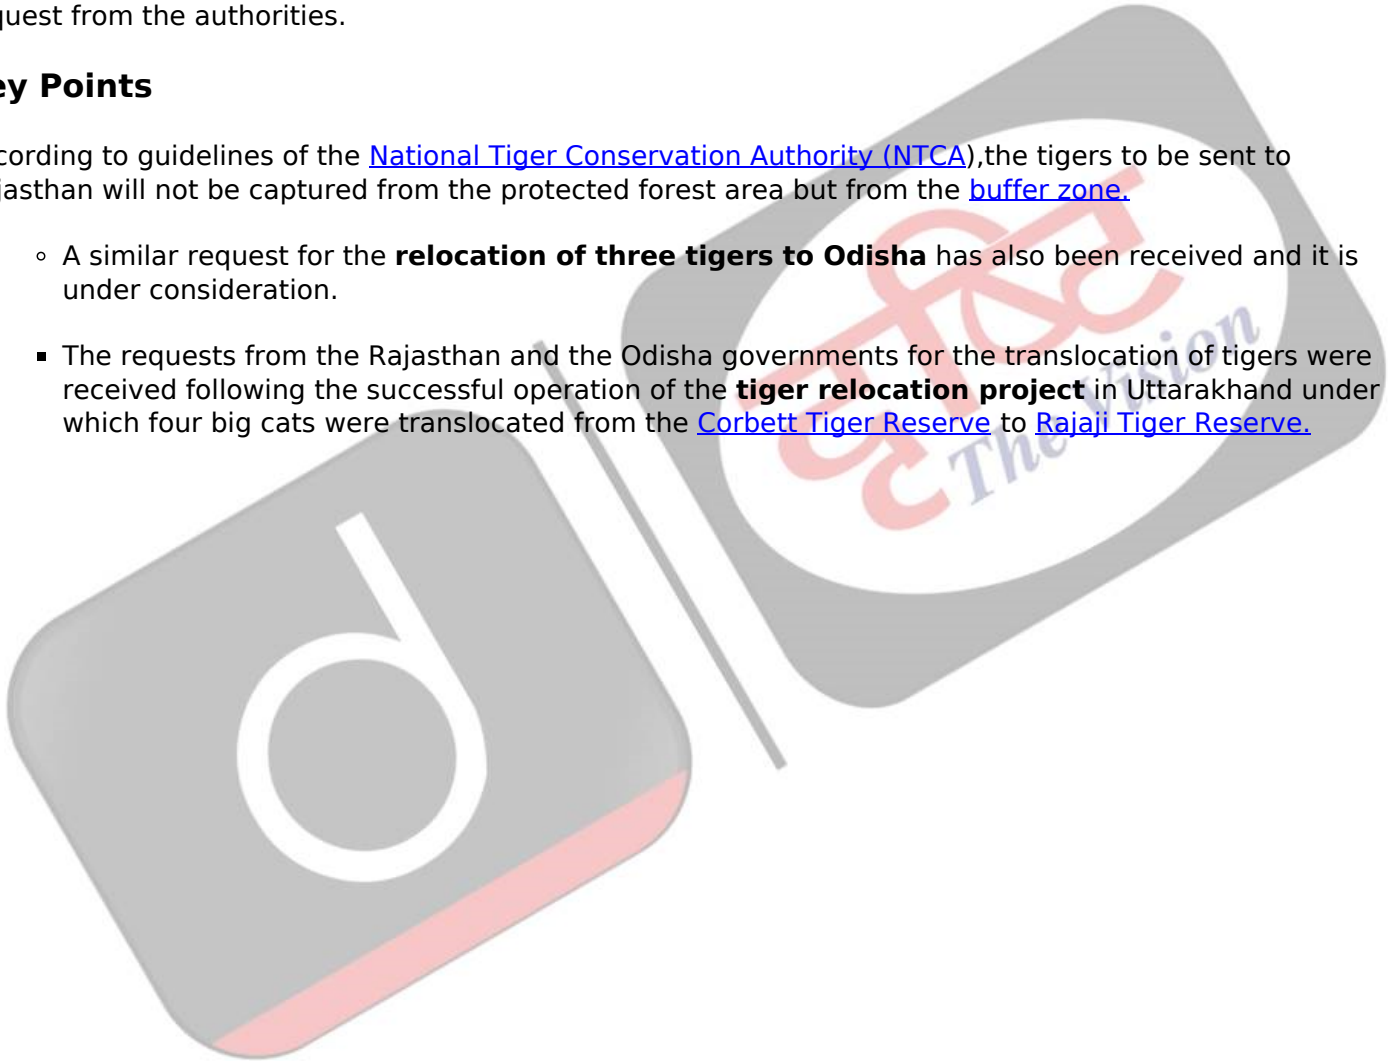 quest from the authorities.
ey Points
cording to guidelines of the National Tiger Conservation Authority (NTCA),the tigers to be sent to
jasthan will not be captured from the protected forest area but from the buffer zone.
A similar request for the relocation of three tigers to Odisha has also been received and it is
under consideration.
The requests from the Rajasthan and the Odisha governments for the translocation of tigers were
received following the successful operation of the tiger relocation project in Uttarakhand under
which four big cats were translocated from the Corbett Tiger Reserve to Rajaji Tiger Reserve.
दृष्टि
The Vision
d